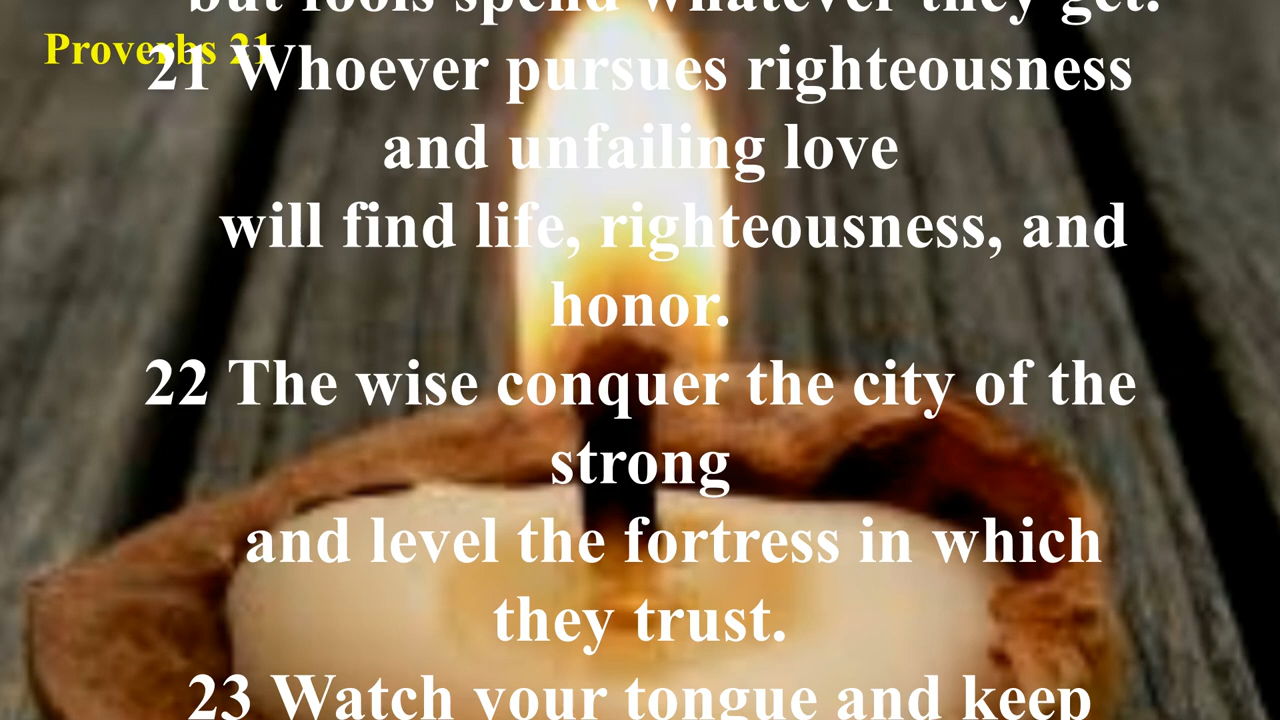 but fools spend whatever they get.
Proverbs 21
21 Whoever pursues righteousness
and unfailing love
will find life, righteousness, and
honor.
22 The wise conquer the city of the
strong
and level the fortress in which
they trust.
23 Watch your tongue and keep